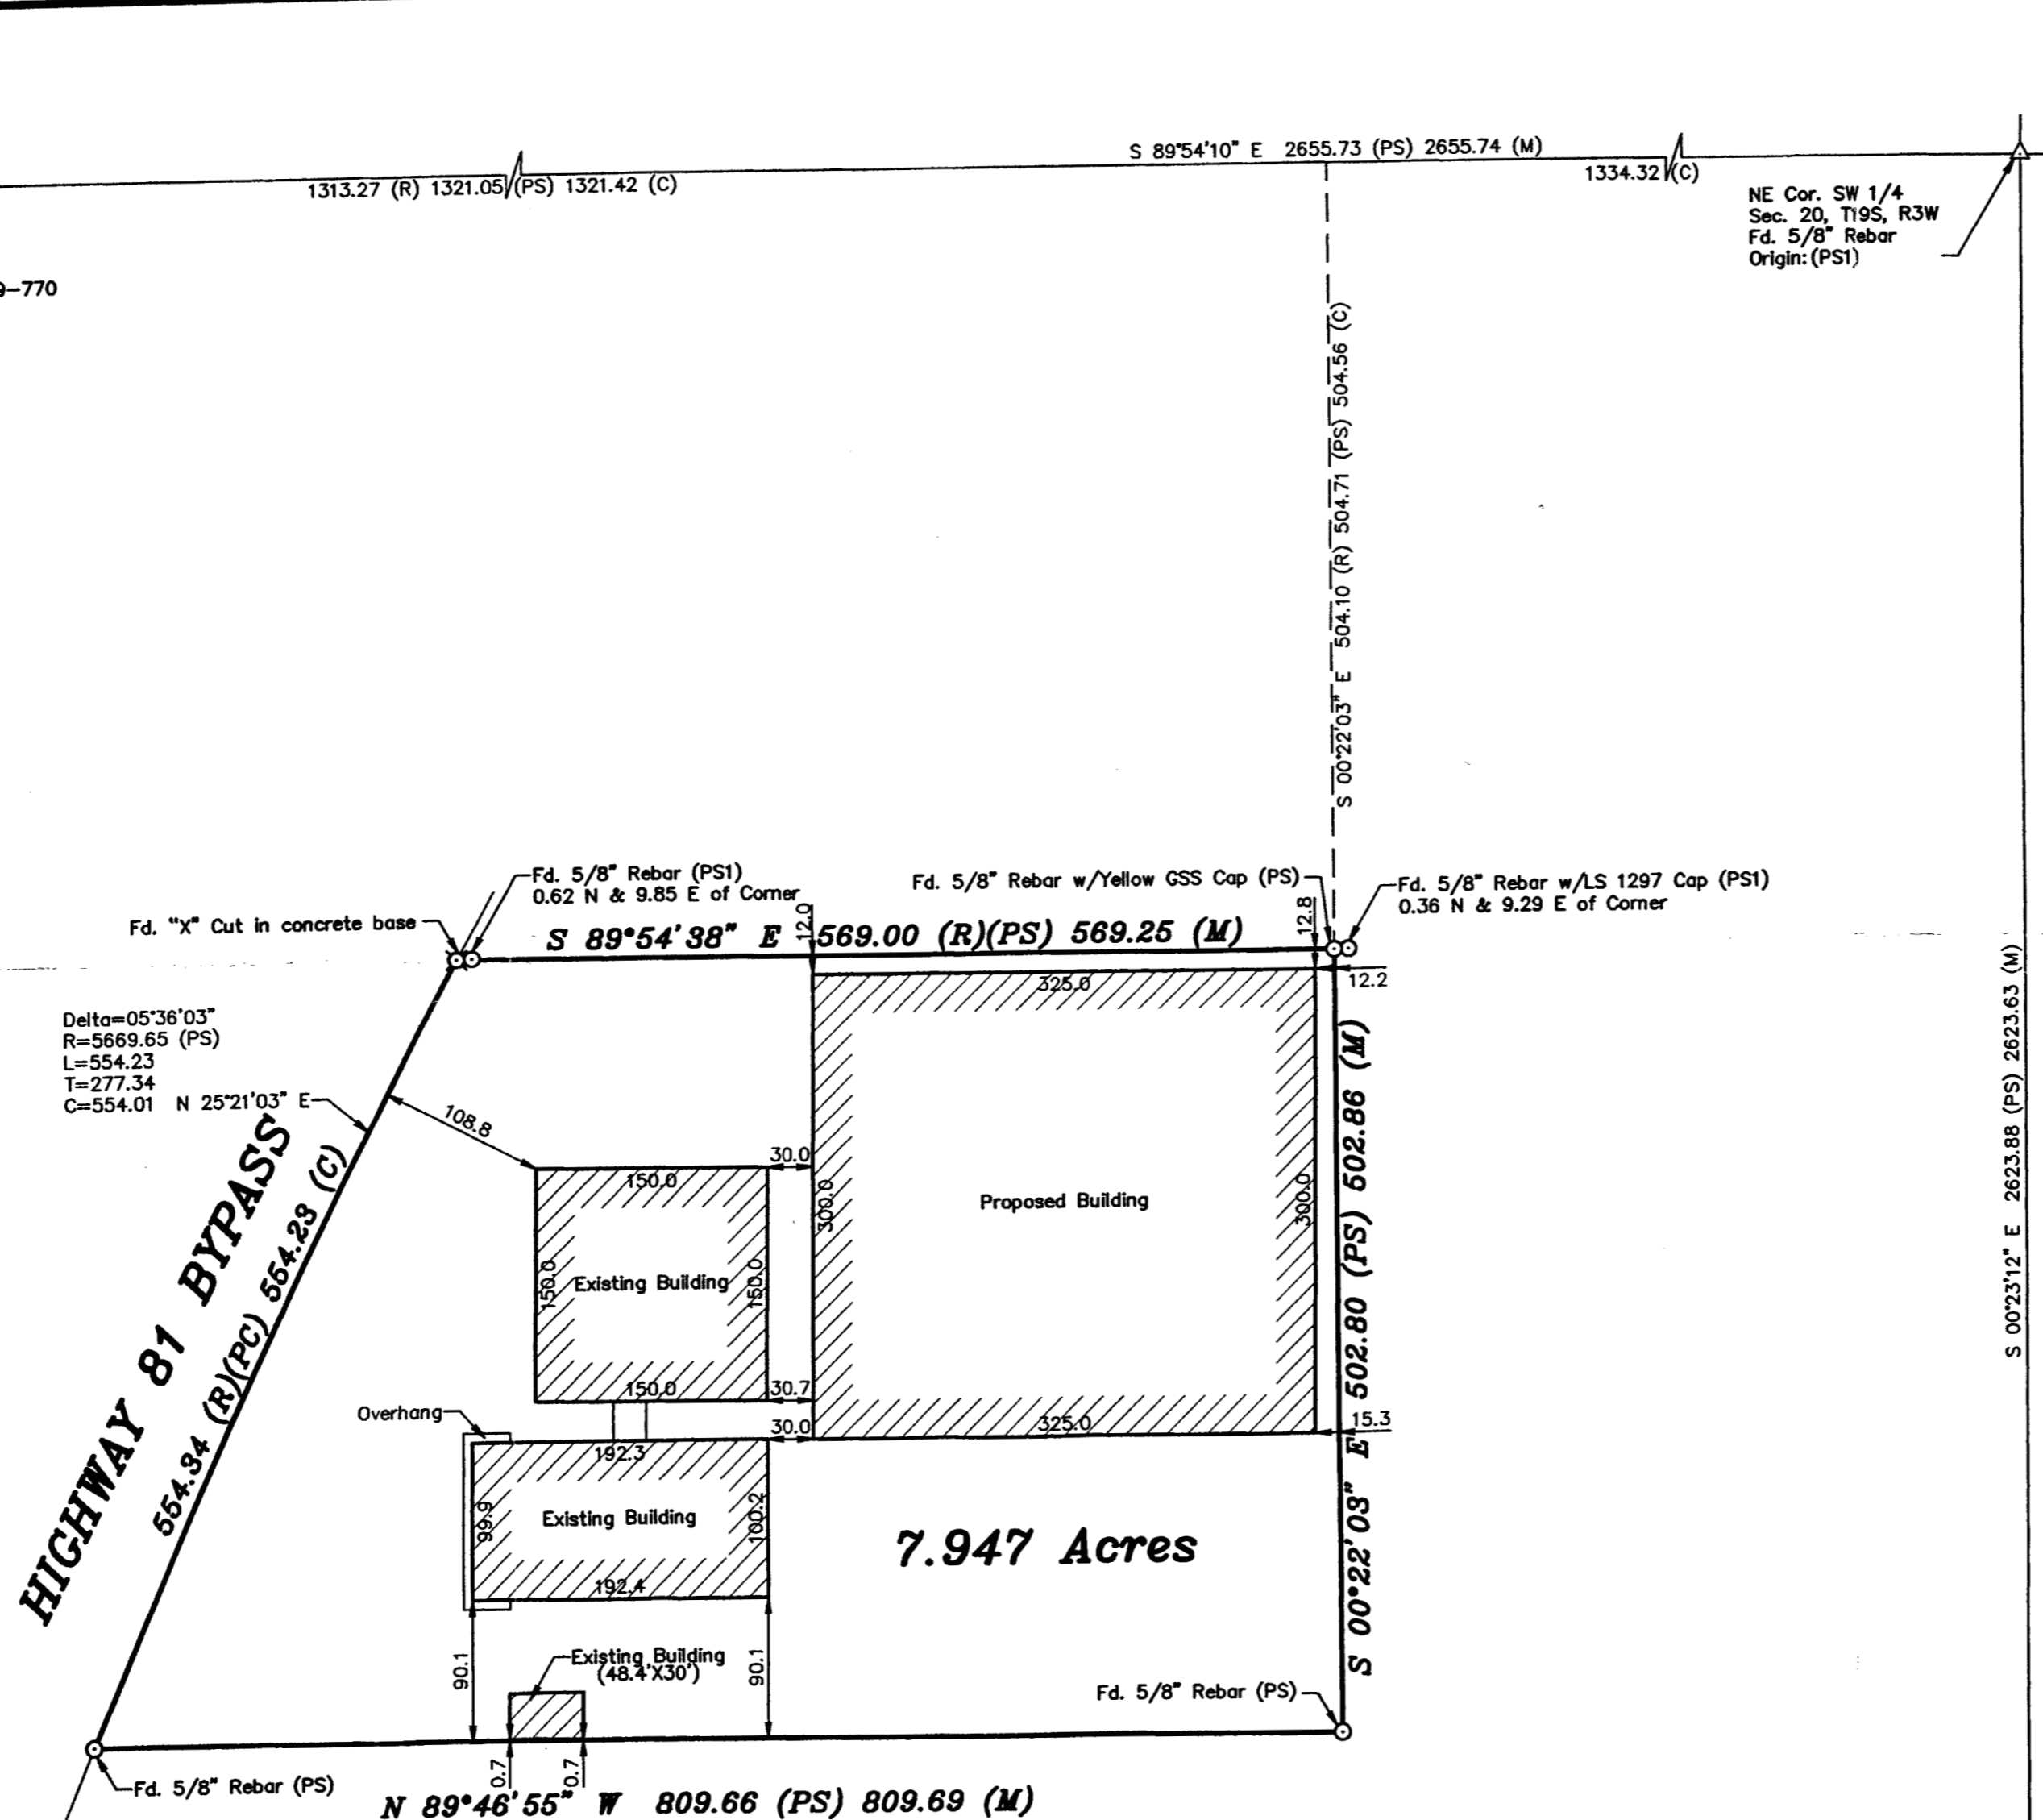 S 89°54'10" E 2655.73 (PS) 2655.74 (M)
1313.27 (R) 1321.05 (PS) 1321.42 (C)
1334.32 (C)
NE Cor. SW 1/4
Sec. 20, T19S, R3W
Fd. 5/8" Rebar
Origin: (PS1)
9-770
S 00°22'03" E 504.10 (R) 504.71 (PS) 504.56 (C)
Fd. 5/8" Rebar (PS1)
0.62 N & 9.85 E of Corner
Fd. 5/8" Rebar w/Yellow GSS Cap (PS)
Fd. 5/8" Rebar w/LS 1297 Cap (PS1)
0.36 N & 9.29 E of Corner
Fd. "X" Cut in concrete base
S 89°54'38" E 569.00 (R)(PS) 569.25 (M)
12.0
12.8
12.2
325.0
Delta=05°36'03"
R=5669.65 (PS)
L=554.23
T=277.34
C=554.01 N 25°21'03" E
108.8
HIGHWAY 81 BYPASS
554.34 (R)(PC) 554.23 (C)
30.0
150.0
300.0
Proposed Building
300.0
150.0
Existing Building
150.0
150.0
30.7
Overhang
30.0
325.0
15.3
192.3
99.9
Existing Building
100.2
192.4
7.947 Acres
S 00°22'03" E 502.80 (PS) 502.86 (M)
S 00°23'12" E 2623.88 (PS) 2623.63 (M)
90.1
Existing Building
(48.4'X30')
90.1
Fd. 5/8" Rebar (PS)
Fd. 5/8" Rebar (PS)
0.7
0.7
N 89°46'55" W 809.66 (PS) 809.69 (M)